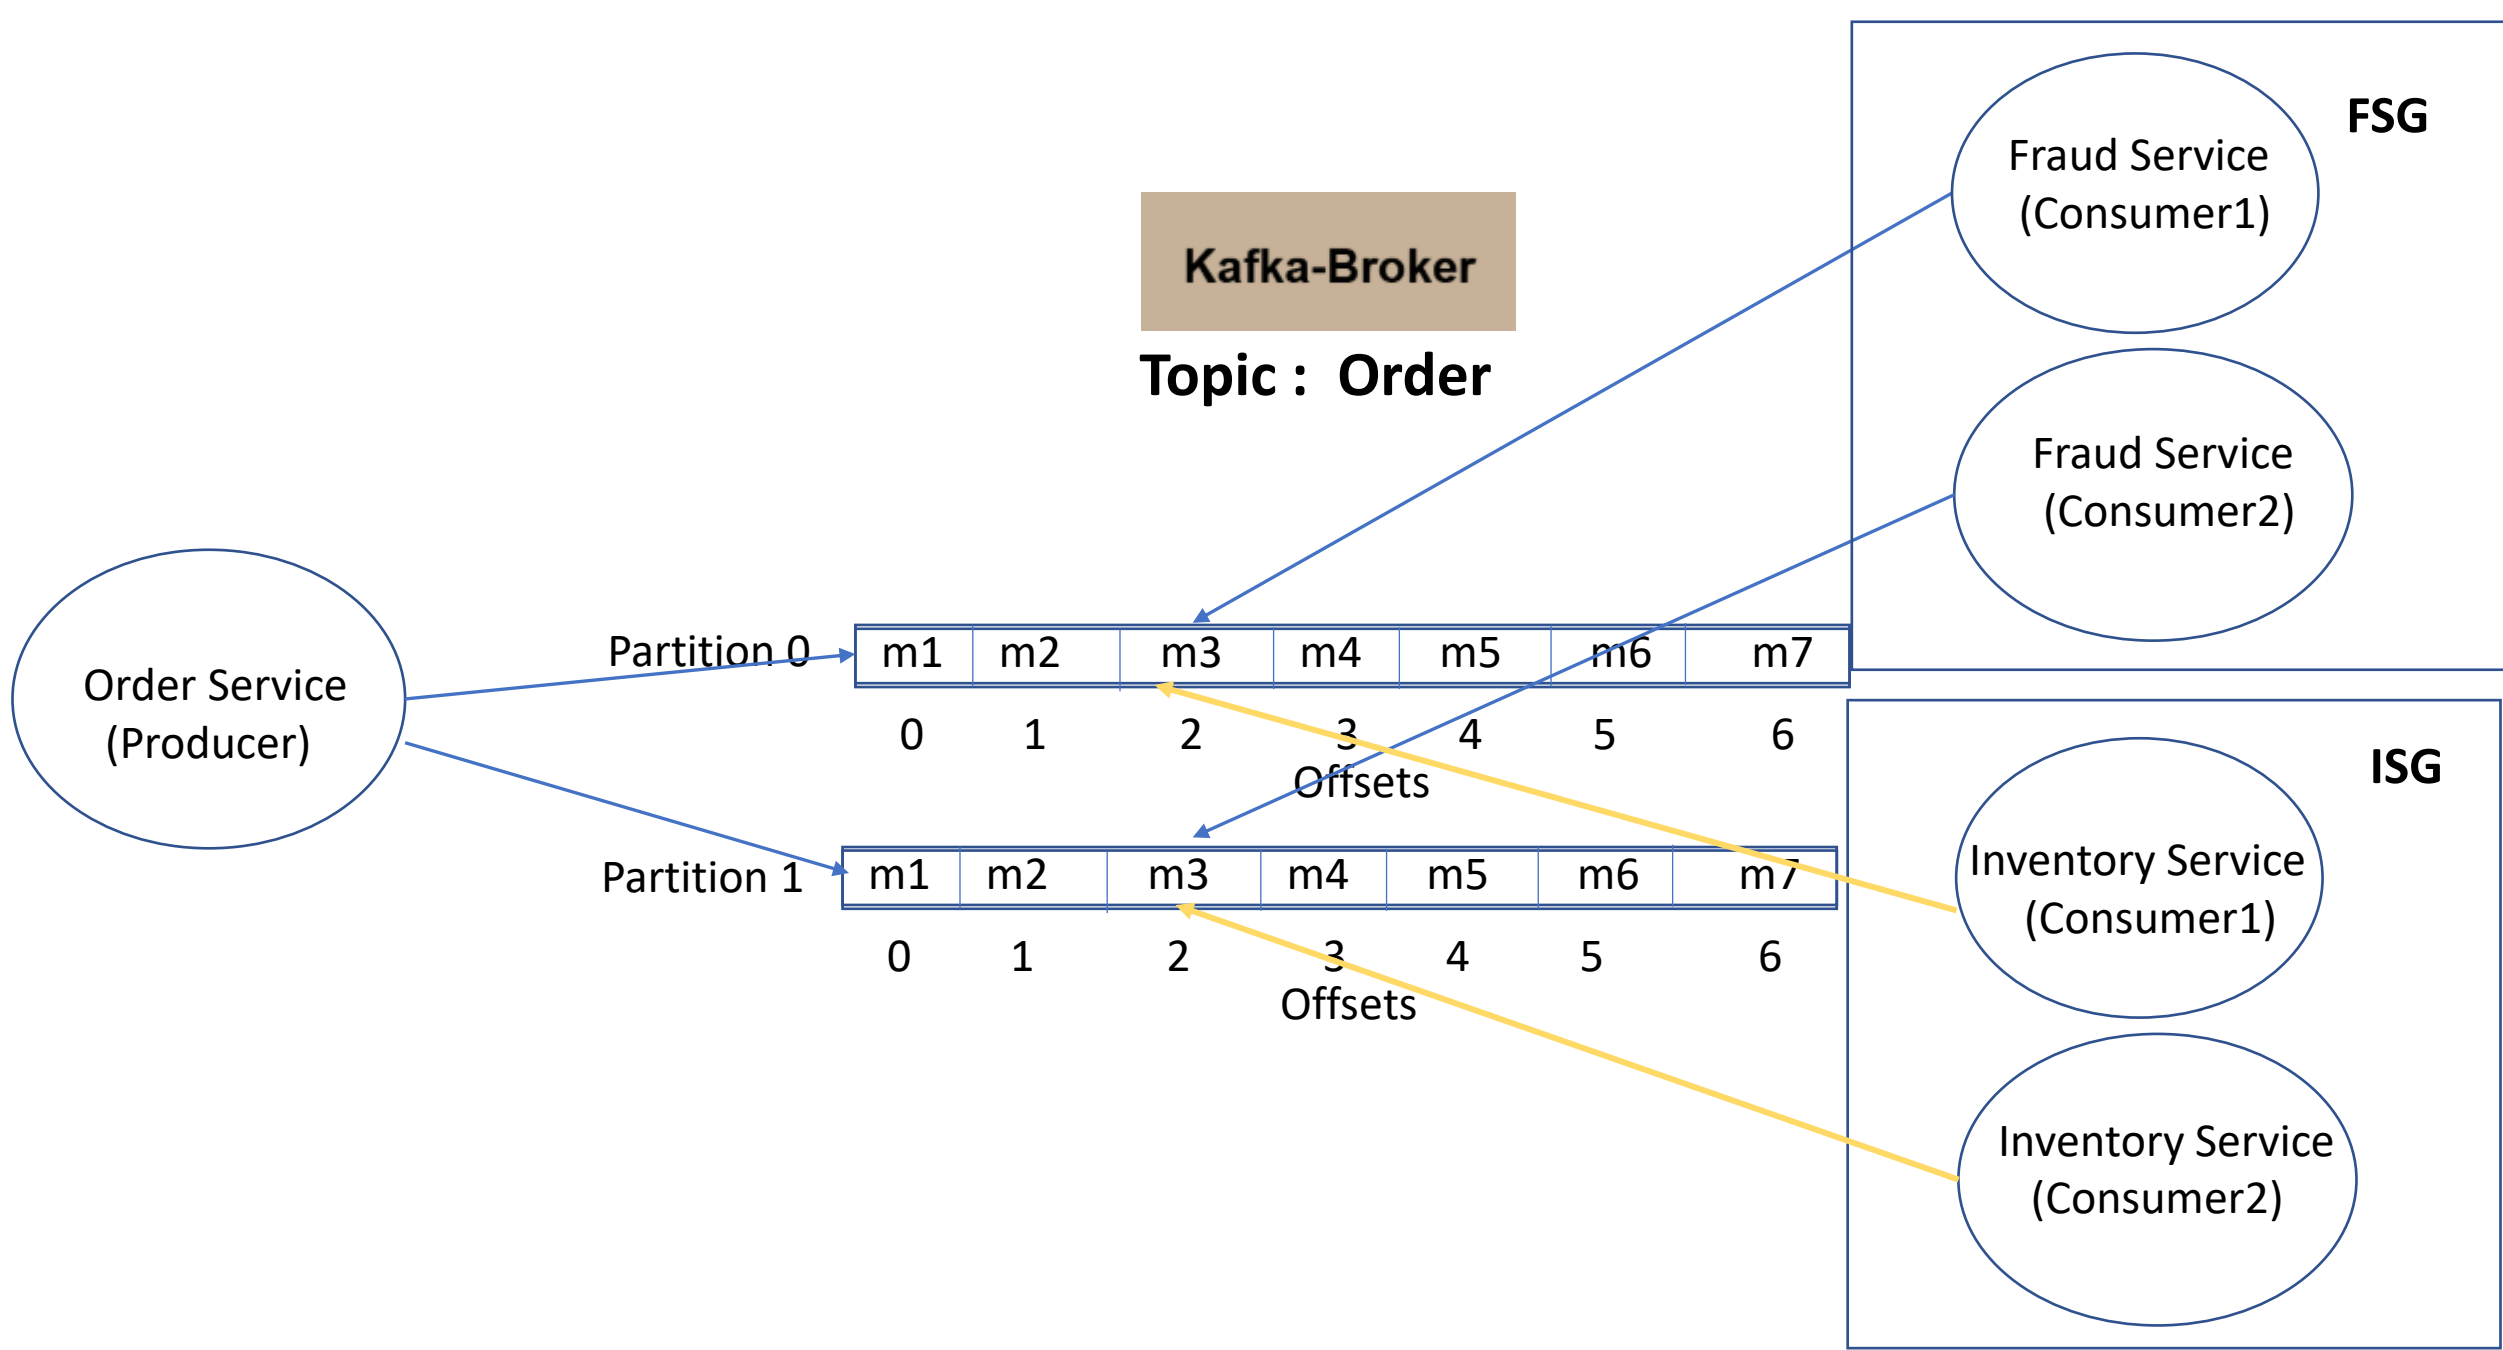 FSG
Fraud Service
(Consumer1)
Kafka-Broker
Topic : Order
Fraud Service
(Consumer2)
Order Service
(Producer)
Partition 0
m1 m2 m3 m4 m5 m6 m7
0 1 2 3 4 5 6
Offsets
Partition 1
m1 m2 m3 m4 m5 m6 m7
0 1 2 3 4 5 6
Offsets
ISG
Inventory Service
(Consumer1)
Inventory Service
(Consumer2)